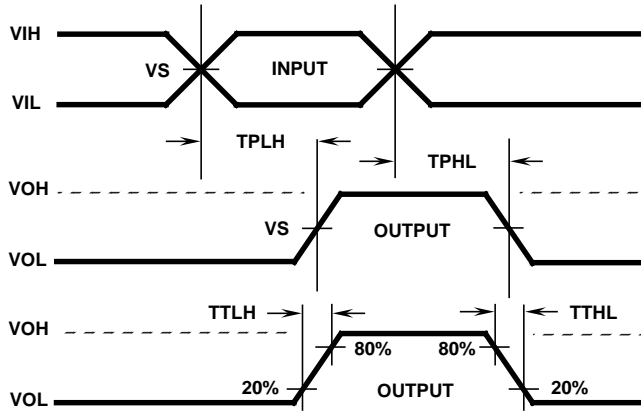 VIH
VS
INPUT
VIL
TPLH
TPHL
VOH
VS
OUTPUT
VOL
TTLH
TTHL
VOH
80%
80%
20%
20%
VOL
OUTPUT